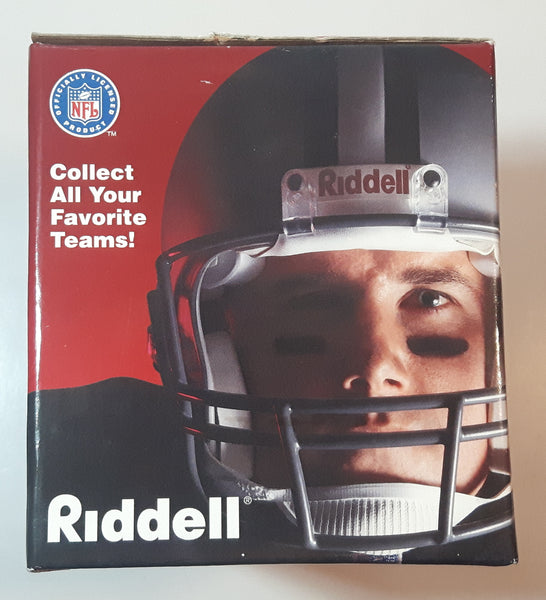 OFFICIALLY LICENSED
NFL
PRODUCT
TM
Collect
All Your
Favorite
Teams!
Riddell
Riddell®